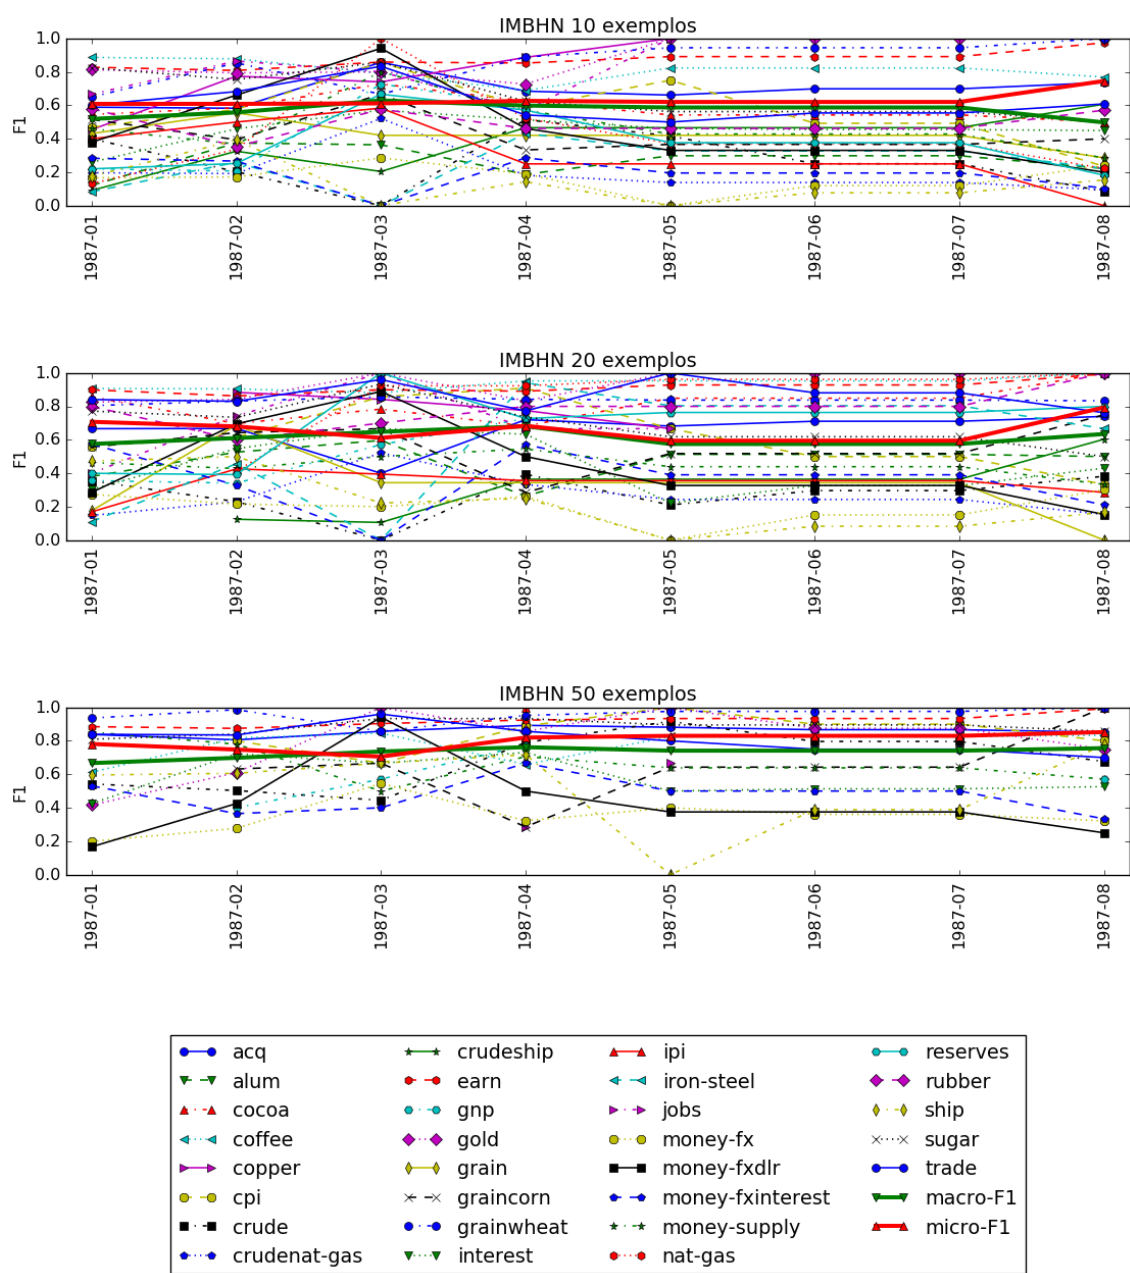 IMBHN 10 exemplos
1.0
0.8
0.6
0.4
0.2
0.0
F1
1987-01 1987-02 1987-03 1987-04 1987-05 1987-06 1987-07 1987-08
IMBHN 20 exemplos
1.0
0.8
0.6
0.4
0.2
0.0
F1
1987-01 1987-02 1987-03 1987-04 1987-05 1987-06 1987-07 1987-08
IMBHN 50 exemplos
1.0
0.8
0.6
0.4
0.2
0.0
F1
1987-01 1987-02 1987-03 1987-04 1987-05 1987-06 1987-07 1987-08
acq crudeship ipi reserves
alum earn iron-steel rubber
cocoa gnp jobs ship
coffee gold money-fx sugar
copper grain money-fxdlr trade
cpi graincorn money-fxinterest macro-F1
crude grainwheat money-supply micro-F1
crudenat-gas interest nat-gas